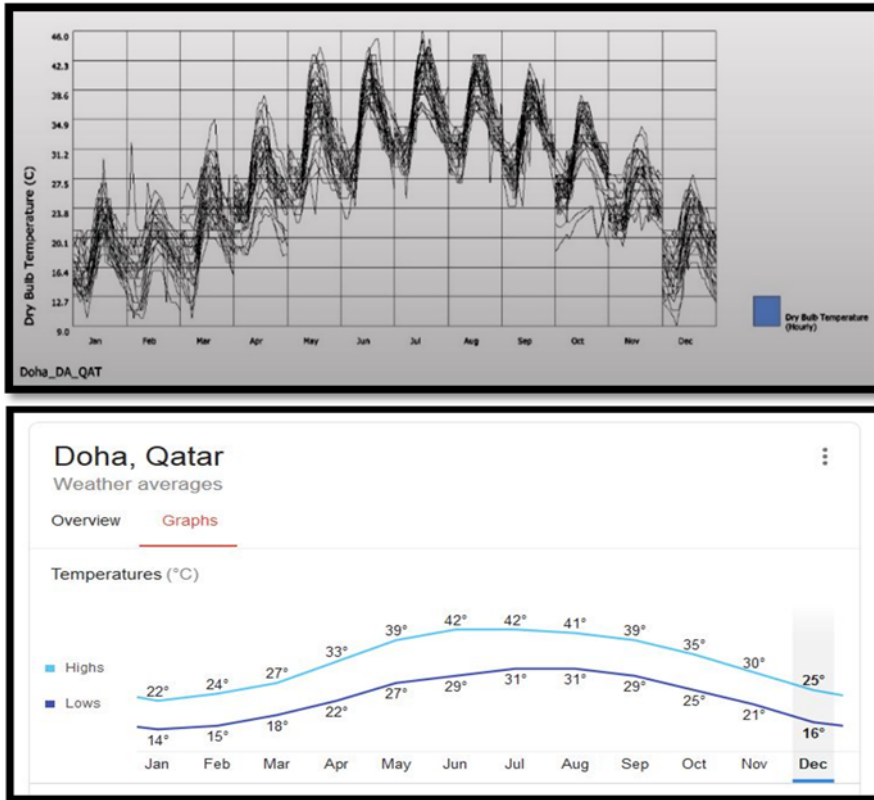 46.0
42.3
38.6
34.9
31.2
27.5
23.8
20.1
16.4
12.7
9.0
Dry Bulb Temperature (C)
Jan Feb Mar Apr May Jun Jul Aug Sep Oct Nov Dec
Dry Bulb Temperature
(Hourly)
Doha_DA_QAT
Doha, Qatar
Weather averages
Overview Graphs
Temperatures (°C)
Highs
Lows
22° 24° 27° 33° 39° 42° 42° 41° 39° 35° 30° 25°
14° 15° 18° 22° 27° 29° 31° 31° 29° 25° 21° 16°
Jan Feb Mar Apr May Jun Jul Aug Sep Oct Nov Dec